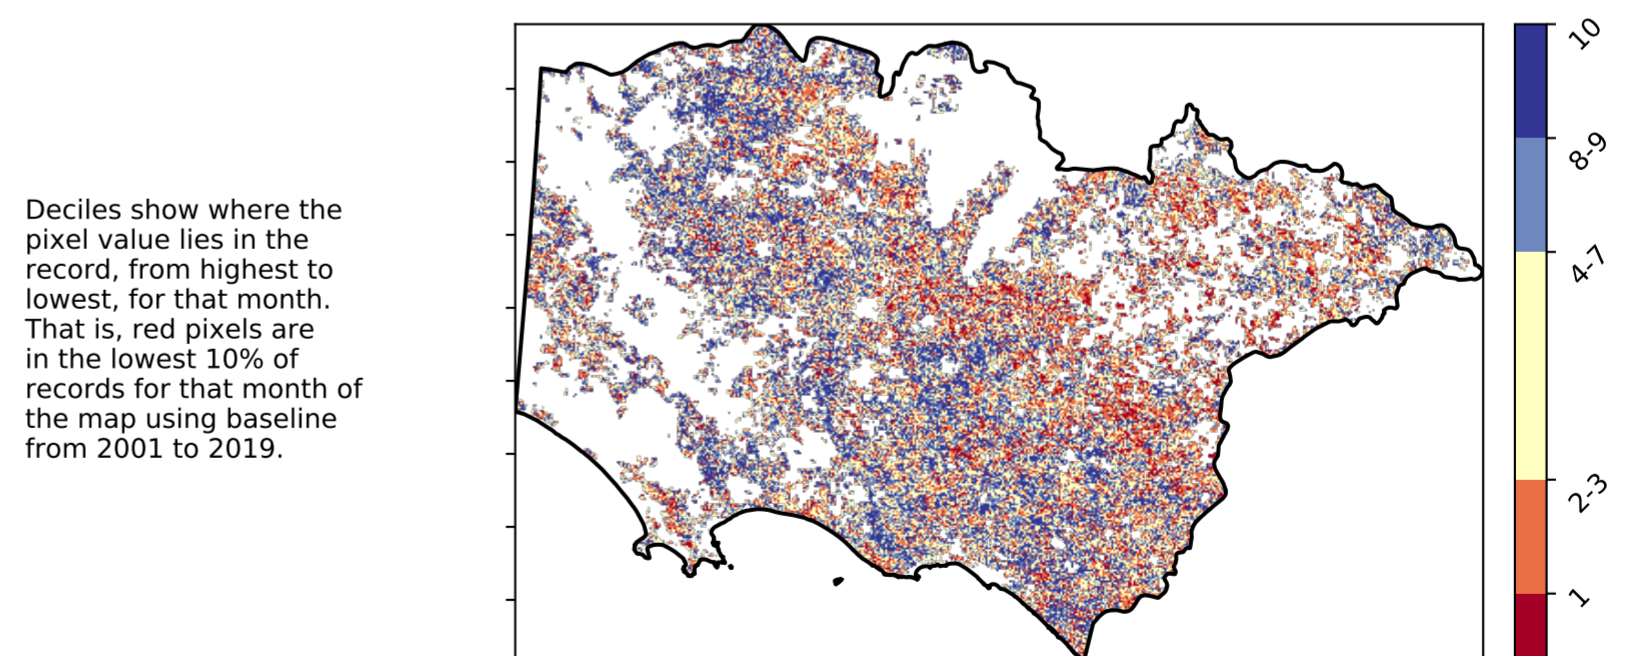 Deciles show where the
pixel value lies in the
record, from highest to
lowest, for that month.
That is, red pixels are
in the lowest 10% of
records for that month of
the map using baseline
from 2001 to 2019.
10
8-9
4-7
2-3
1